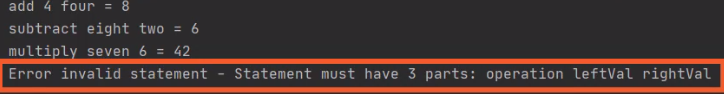 add 4 four = 8
subtract eight two = 6
multiply seven 6 = 42
Error invalid statement - Statement must have 3 parts: operation leftVal rightVal